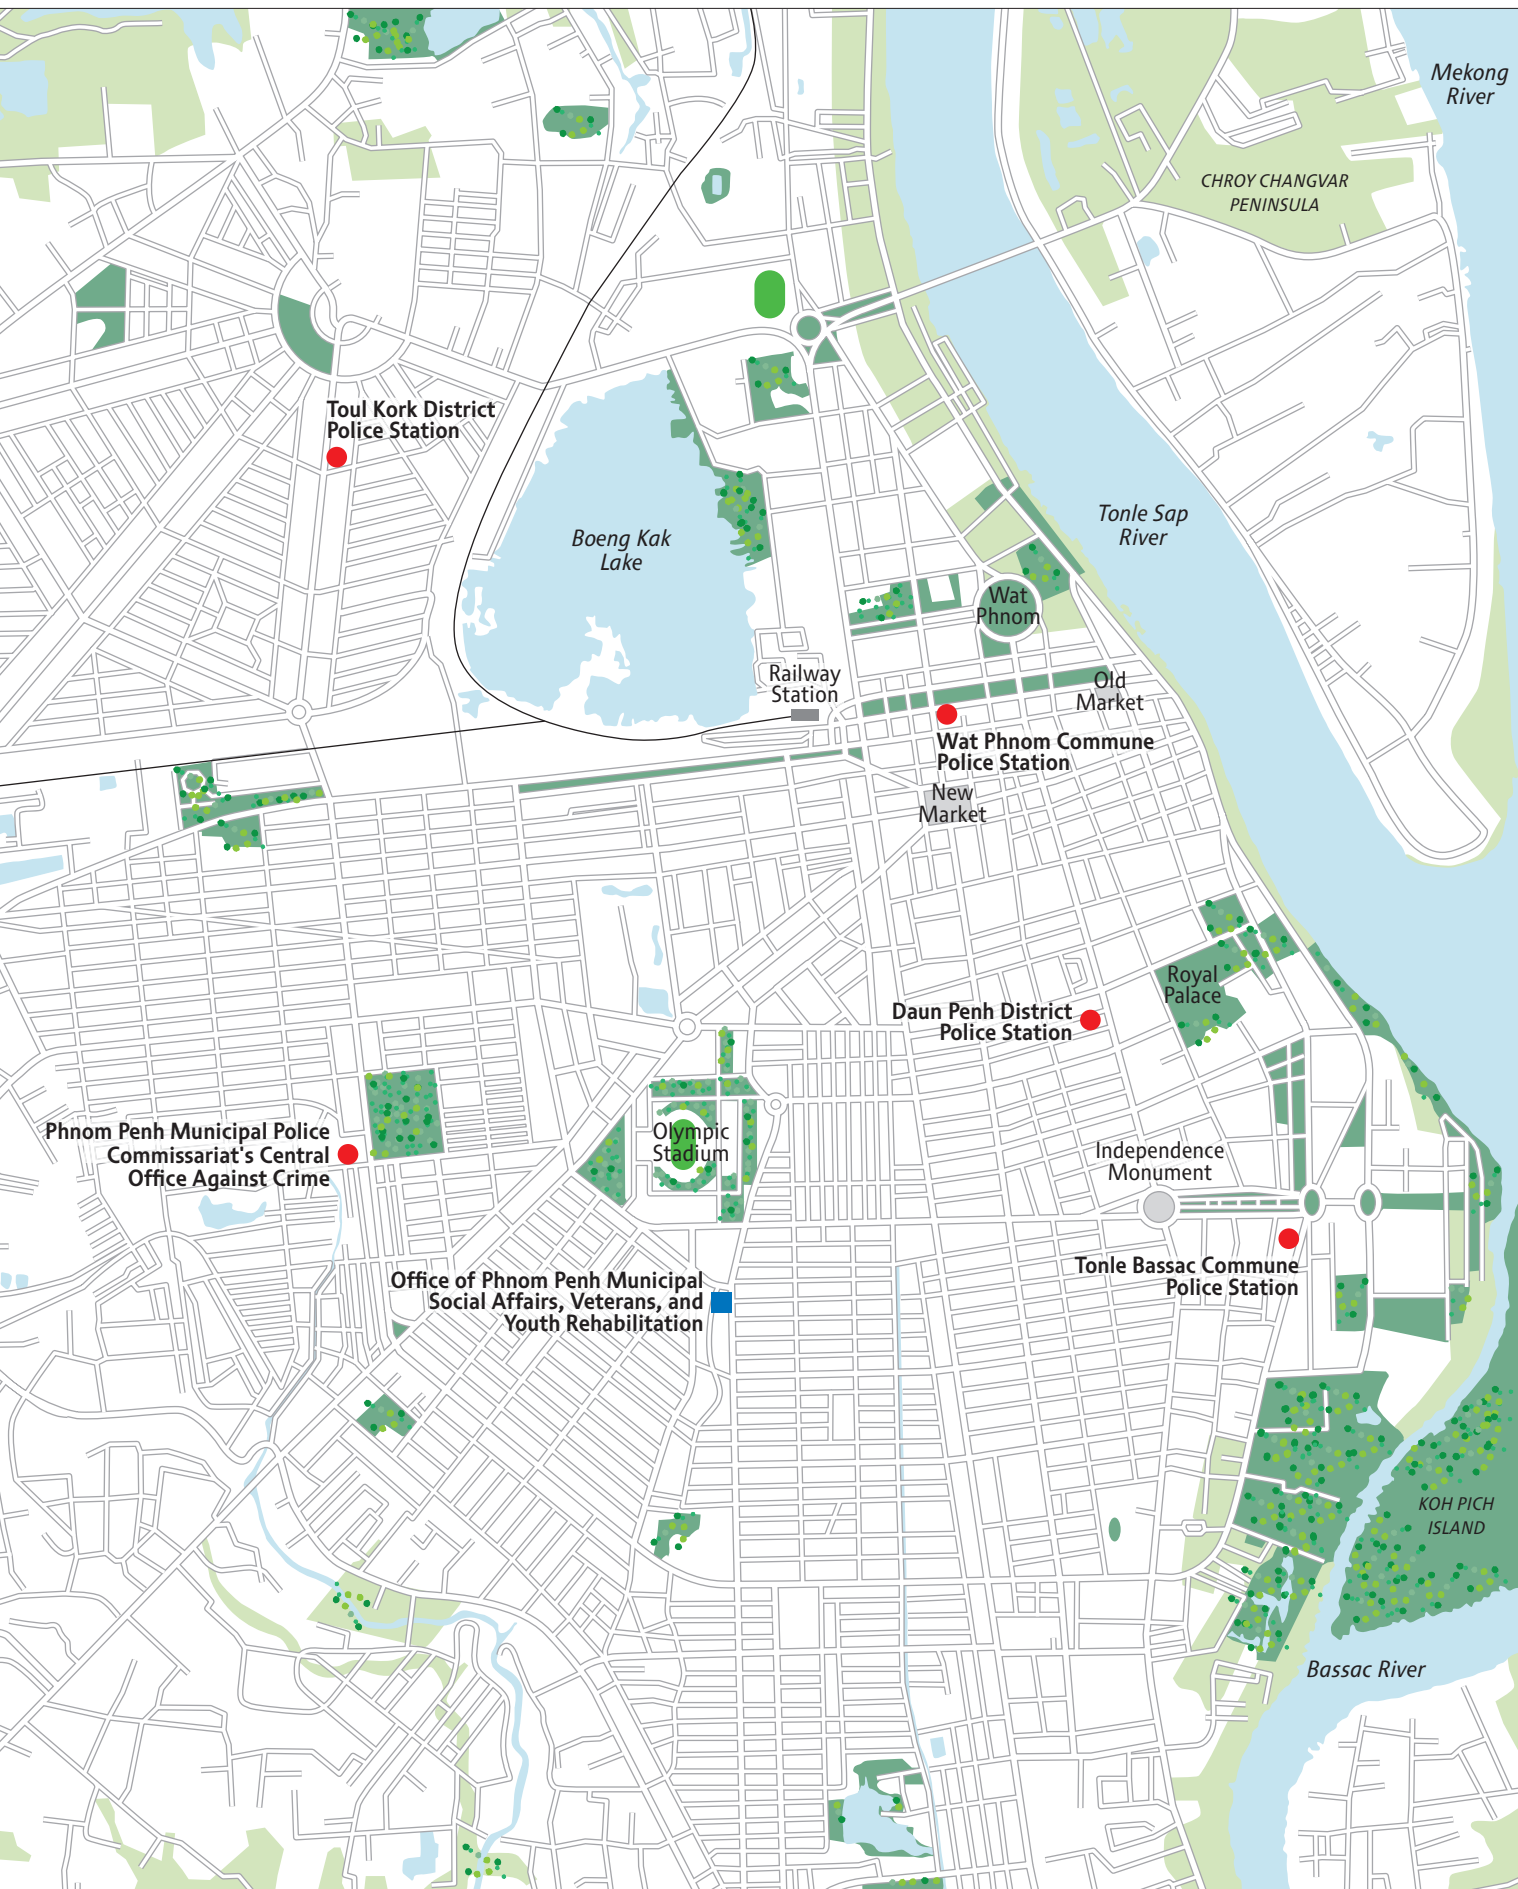 Mekong
River
CHROY CHANGVAR
PENINSULA
Toul Kork District
Police Station
Tonle Sap
River
Boeng Kak
Lake
Wat
Phnom
Railway
Station
Old
Market
Wat Phnom Commune
Police Station
New
Market
Royal
Palace
Daun Penh District
Police Station
Phnom Penh Municipal Police
Commissariat's Central
Office Against Crime
Olympic
Stadium
Independence
Monument
Tonle Bassac Commune
Police Station
Office of Phnom Penh Municipal
Social Affairs, Veterans, and
Youth Rehabilitation
KOH PICH
ISLAND
Bassac River